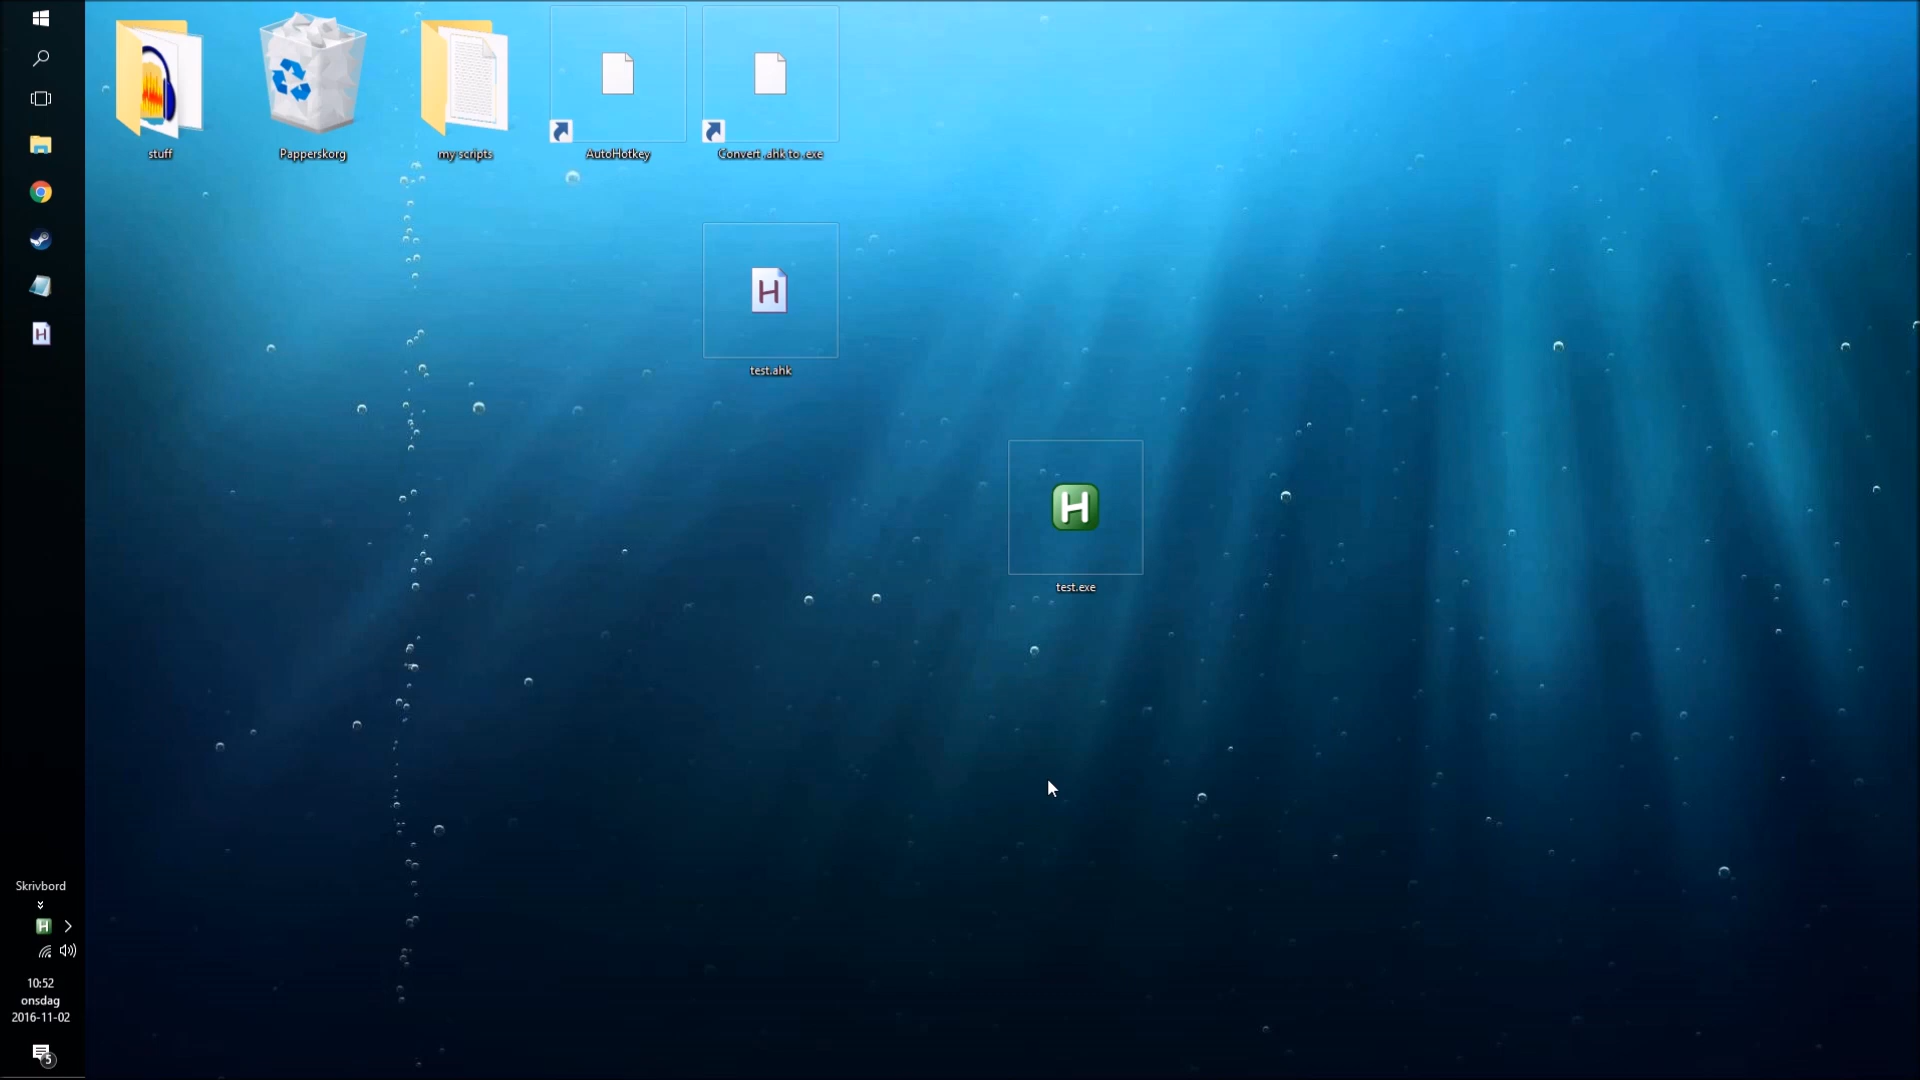 stuff
Papperskorg
my scripts
AutoHotkey
Convert .ahk to .exe
H
test.ahk
H
test.exe
H
Skrivbord
H
10:52
onsdag
2016-11-02
5